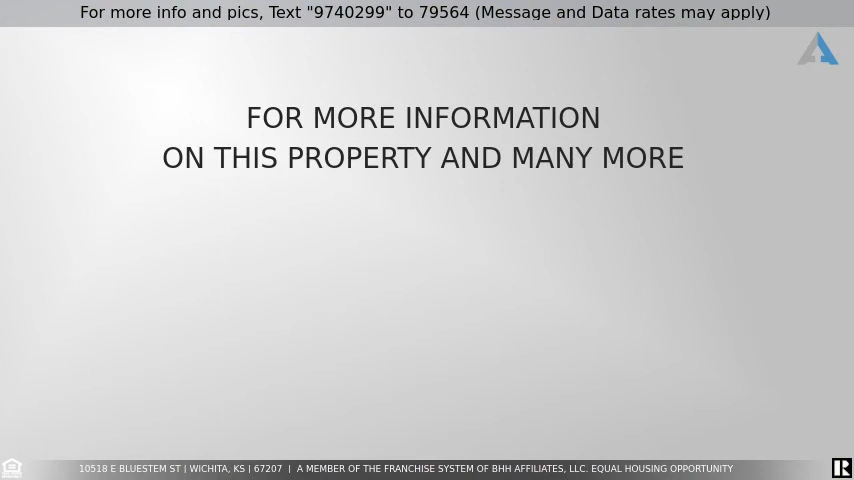 For more info and pics, Text "9740299" to 79564 (Message and Data rates may apply)
FOR MORE INFORMATION
ON THIS PROPERTY AND MANY MORE
10518 E BLUESTEM ST | WICHITA, KS | 67207 | A MEMBER OF THE FRANCHISE SYSTEM OF BHH AFFILIATES, LLC. EQUAL HOUSING OPPORTUNITY